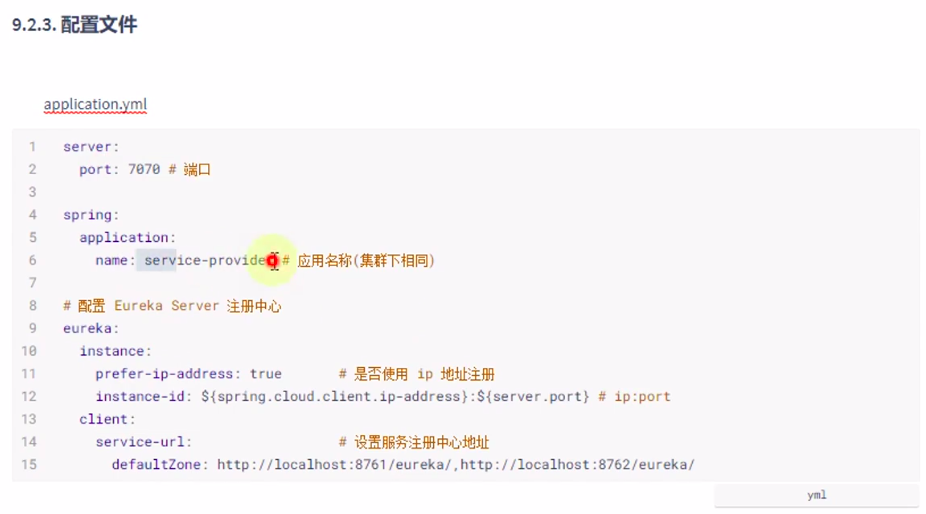 9.2.3. 配置文件
application.yml
1 server:
2 port: 7070 # 端口
3
4 spring:
5 application:
6 name: service-provide # 应用名称(集群下相同)
7
8 # 配置 Eureka Server 注册中心
9 eureka:
10 instance:
11 prefer-ip-address: true # 是否使用 ip 地址注册
12 instance-id: ${spring.cloud.client.ip-address}:${server.port} # ip:port
13 client:
14 service-url: # 设置服务注册中心地址
15 defaultZone: http://localhost:8761/eureka/,http://localhost:8762/eureka/
yml